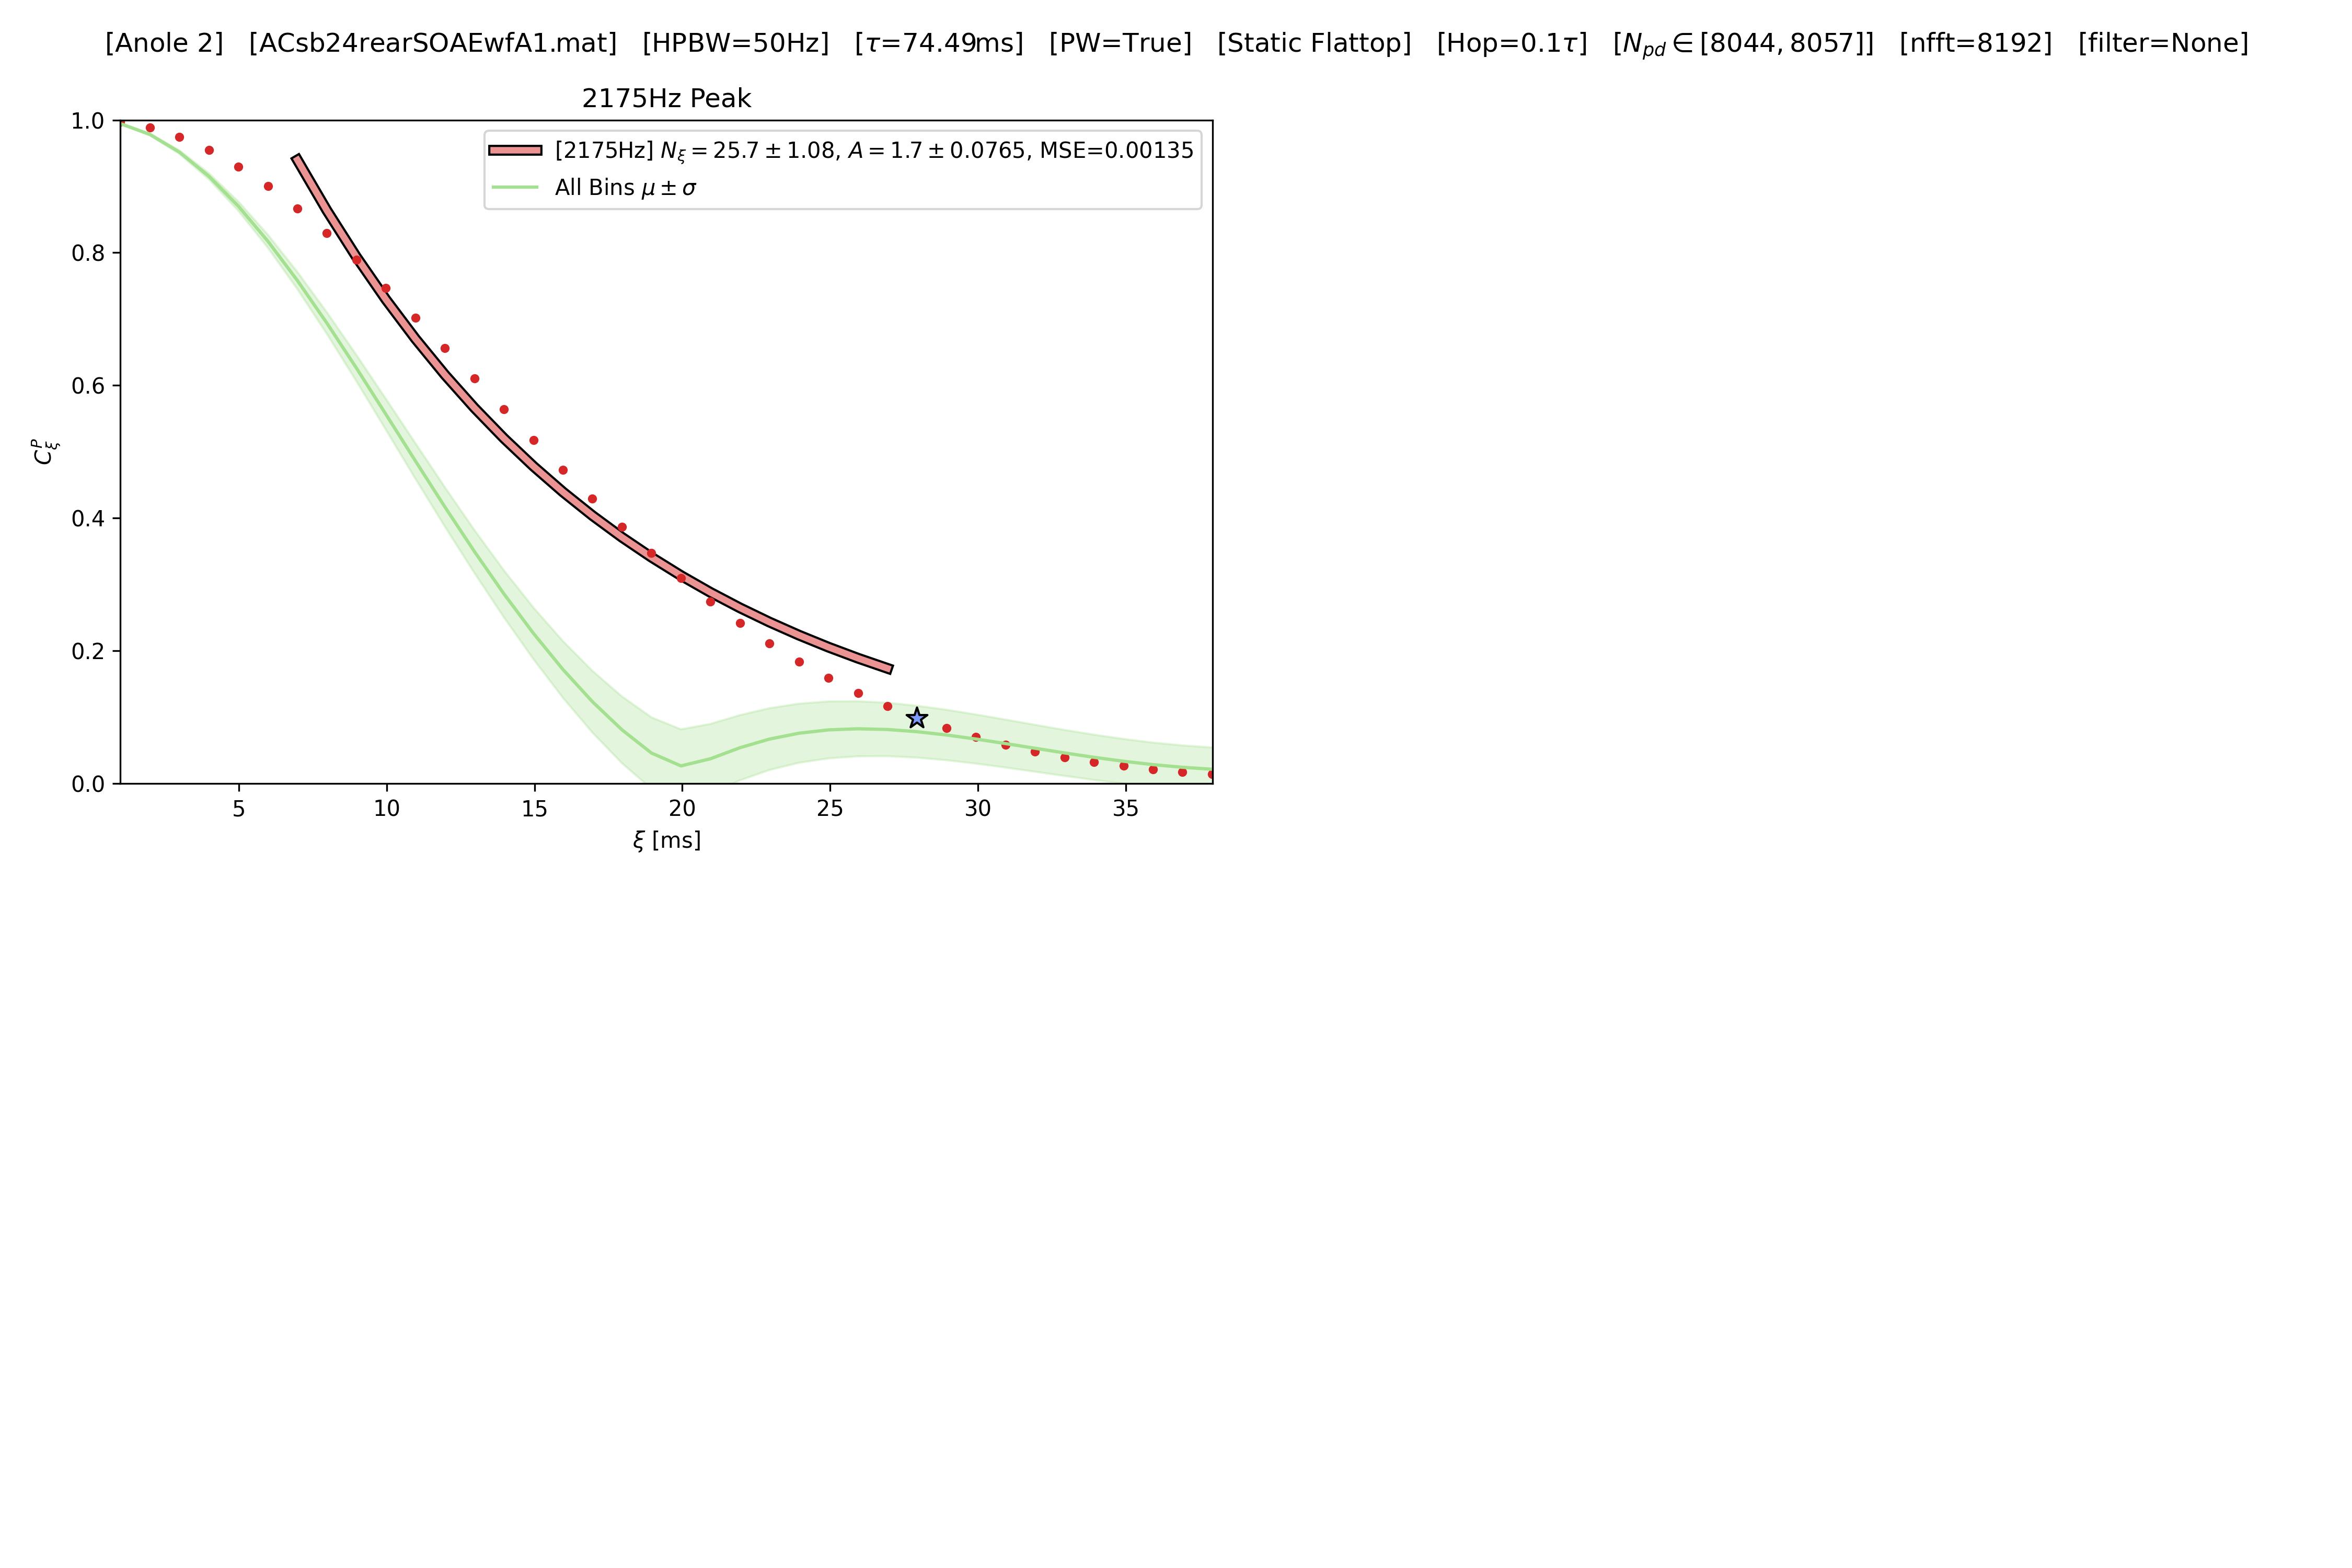 [Anole 2] [ACsb24rearSOAEwfA1.mat] [HPBW=50Hz] [τ=74.49ms] [PW=True] [Static Flattop] [Hop=0.1τ] [N_pd ∈ [8044, 8057]] [nfft=8192] [filter=None]
2175Hz Peak
[2175Hz] N_ξ = 25.7 ± 1.08, A = 1.7 ± 0.0765, MSE=0.00135
All Bins μ ± σ
1.0
0.8
0.6
0.4
0.2
0.0
C_ξ^P
5 10 15 20 25 30 35
ξ [ms]